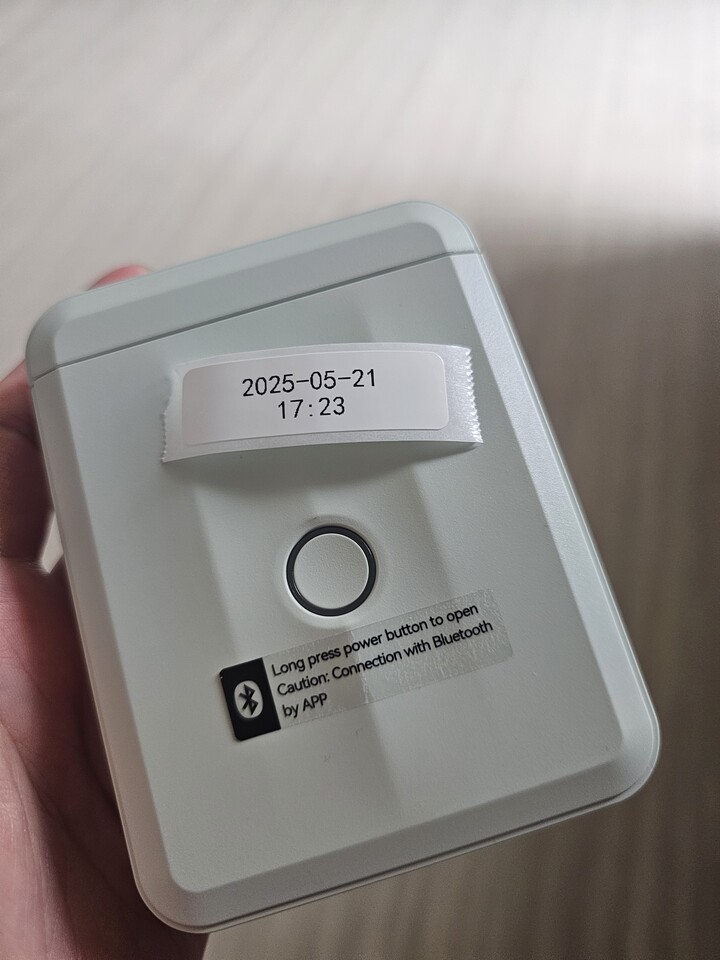 2025-05-21
17:23
Long press power button to open
Caution: Connection with Bluetooth
by APP